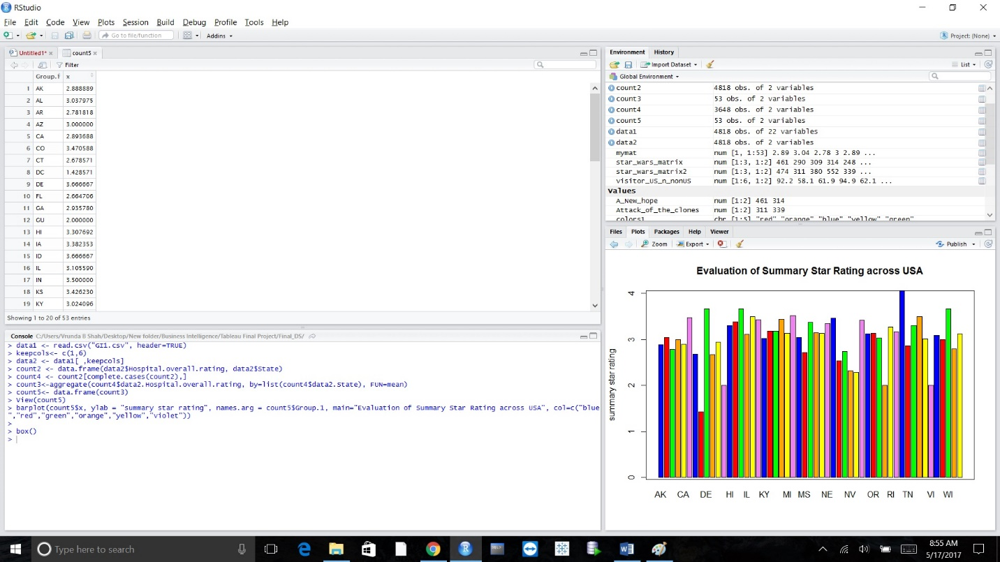 RStudio
File Edit Code View Plots Session Build Debug Profile Tools Help
Go to file/function Addins Project: (None)
Untitled1* count5
Filter
Group.1 x
1 AK 2.888889
2 AL 3.037975
3 AR 2.781818
4 AZ 3.000000
5 CA 2.893688
6 CO 3.470588
7 CT 2.678571
8 DC 1.428571
9 DE 3.666667
10 FL 2.664706
11 GA 2.935780
12 GU 2.000000
13 HI 3.307692
14 IA 3.382353
15 ID 3.666667
16 IL 3.105590
17 IN 3.500000
18 KS 3.426230
19 KY 3.024096
Showing 1 to 20 of 53 entries
Console C:/Users/Vrunda B Shah/Desktop/New folder/Business Intelligence/Tableau Final Project/Final_DS/
> data1 <- read.csv("GI1.csv", header=TRUE)
> keepcols<- c(1,6)
> data2 <- data1[ ,keepcols]
> count2 <- data.frame(data2$Hospital.overall.rating, data2$State)
> count4 <- count2[complete.cases(count2),]
> count3<-aggregate(count4$data2.Hospital.overall.rating, by=list(count4$data2.State), FUN=mean)
> count5<- data.frame(count3)
> View(count5)
> barplot(count5$x, ylab = "summary star rating", names.arg = count5$Group.1, main="Evaluation of Summary Star Rating across USA", col=c("blue
","red","green","orange","yellow","violet"))
>
> box()
>
Environment History
Import Dataset List
Global Environment
count2 4818 obs. of 2 variables
count3 53 obs. of 2 variables
count4 3648 obs. of 2 variables
count5 53 obs. of 2 variables
data1 4818 obs. of 22 variables
data2 4818 obs. of 2 variables
mymat num [1, 1:53] 2.89 3.04 2.78 3 2.89 ...
star_wars_matrix num [1:3, 1:2] 461 290 309 314 248 ...
star_wars_matrix2 num [1:3, 1:2] 474 311 380 552 339 ...
visitor_US_n_nonUS num [1:6, 1:2] 92.2 58.1 61.9 94.9 62.1 ...
Values
A_New_hope num [1:2] 461 314
Attack_of_the_clones num [1:2] 311 339
colors1 chr [1:5] "red" "orange" "blue" "yellow" "green"
Files Plots Packages Help Viewer
Zoom Export Publish
Evaluation of Summary Star Rating across USA
summary star rating
4
3
2
1
0
AK CA DE HI IL KY MI MS NE NV OR RI TN VI WI
Type here to search
8:55 AM
5/17/2017